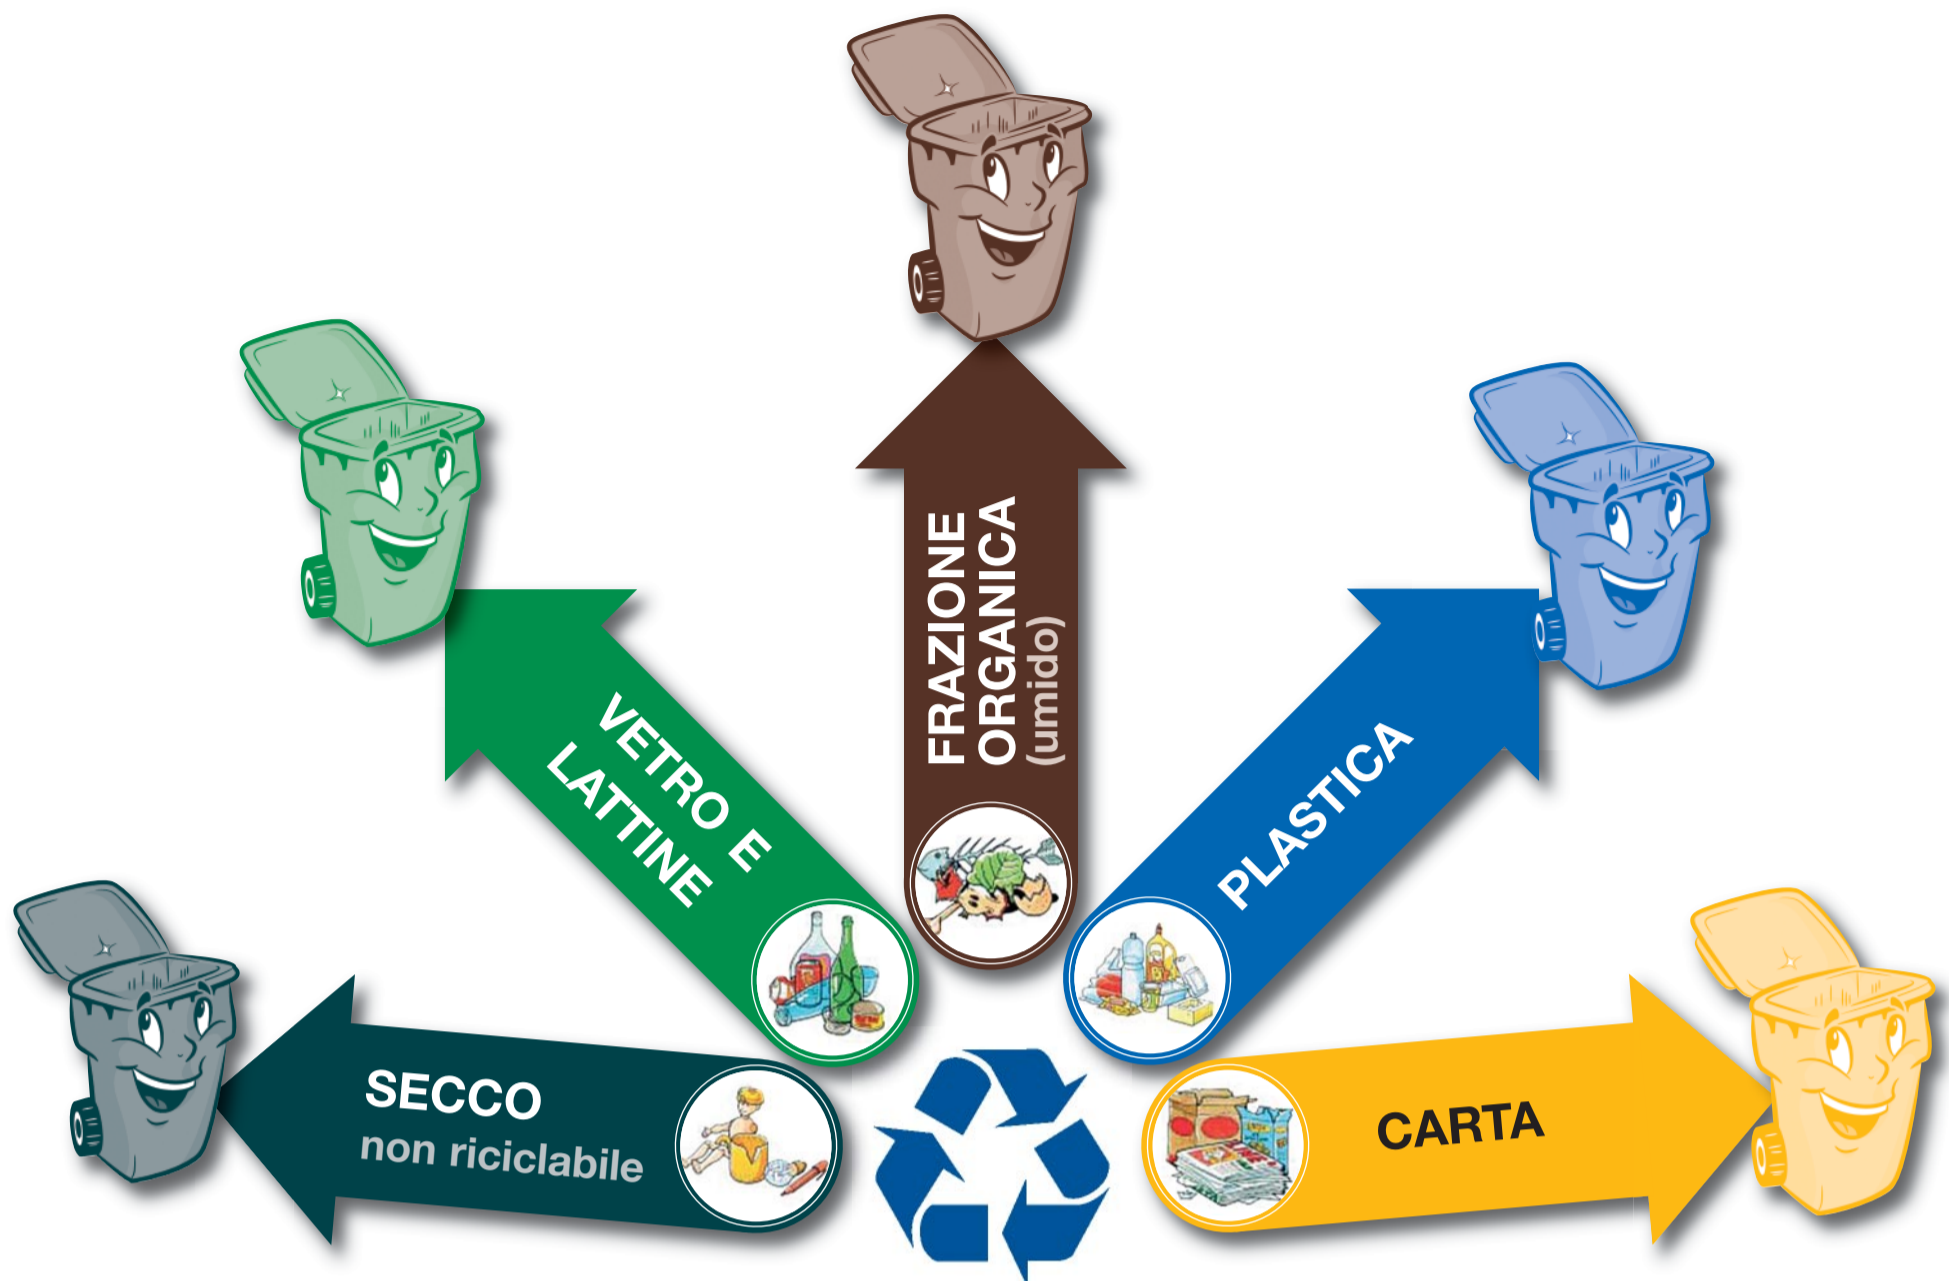 FRAZIONE
ORGANICA
(umido)
VETRO E
LATTINE
PLASTICA
SECCO
non riciclabile
CARTA